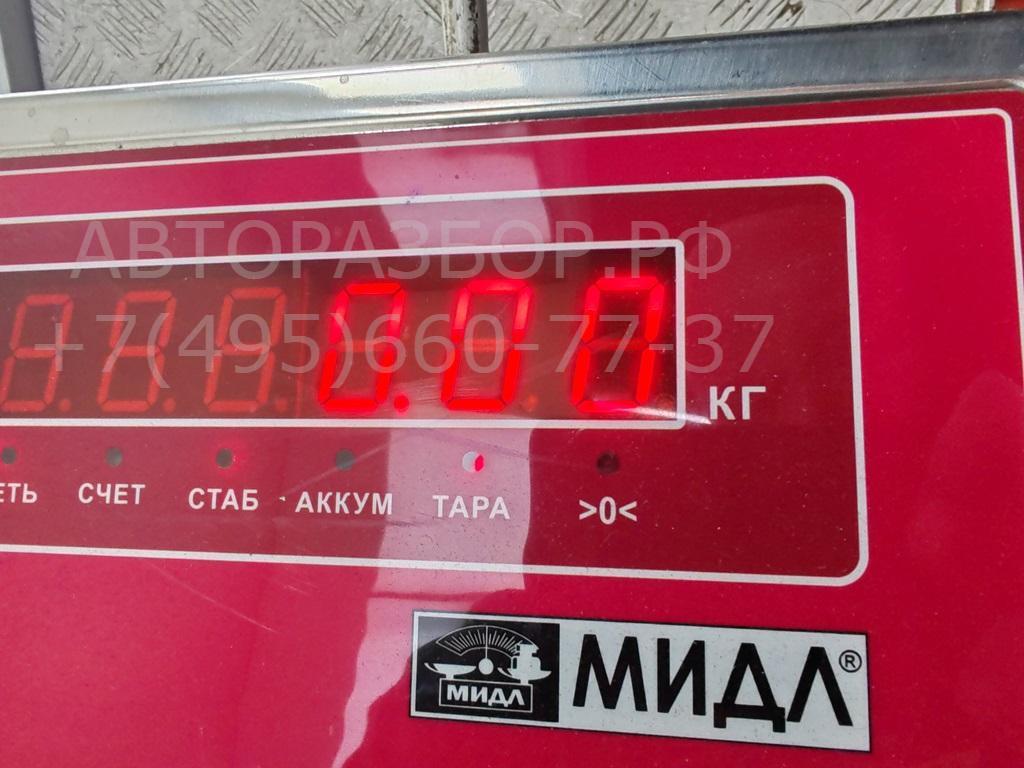 АВТОРАЗБОР.РФ
+7(495)660-77-37
0.00
КГ
ЕТЬ СЧЕТ СТАБ АККУМ ТАРА >0<
МИДЛ МИДЛ®